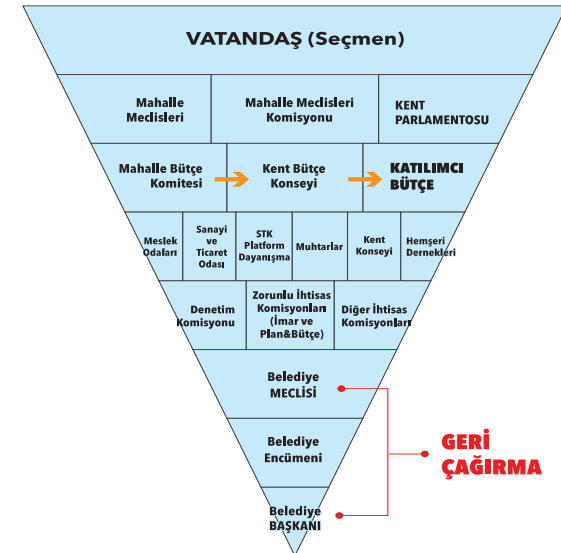 VATANDAŞ (Seçmen)
Mahalle
Meclisleri
Mahalle Meclisleri
Komisyonu
KENT
PARLAMENTOSU
Mahalle Bütçe
Komitesi
Kent Bütçe
Konseyi
KATILIMCI
BÜTÇE
Meslek
Odaları
Sanayi
ve
Ticaret
Odası
STK
Platform
Dayanışma
Muhtarlar
Kent
Konseyi
Hemşeri
Dernekleri
Denetim
Komisyonu
Zorunlu İhtisas
Komisyonları
(İmar ve
Plan&Bütçe)
Diğer İhtisas
Komisyonları
Belediye
MECLİSİ
Belediye
Encümeni
Belediye
BAŞKANI
GERİ
ÇAĞIRMA